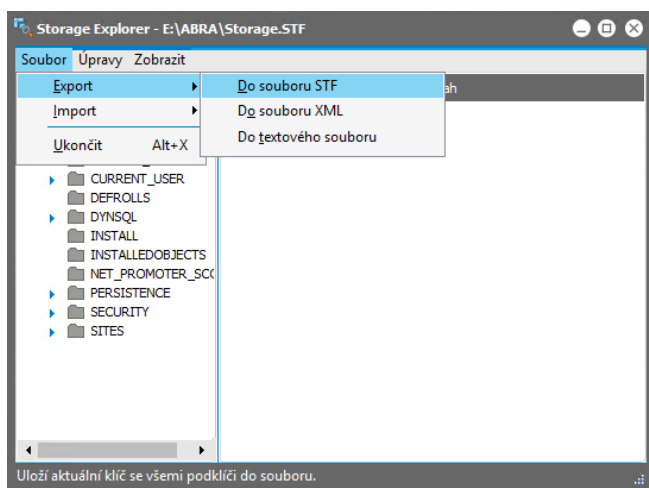 Storage Explorer - E:\ABRA\Storage.STF
Soubor Úpravy Zobrazit
Export Do souboru STF
Import Do souboru XML
Do textového souboru
Ukončit Alt+X
CURRENT_USER
DEFROLLS
DYNSQL
INSTALL
INSTALLEDOBJECTS
NET_PROMOTER_SC
PERSISTENCE
SECURITY
SITES
Uloží aktuální klíč se všemi podklíči do souboru.